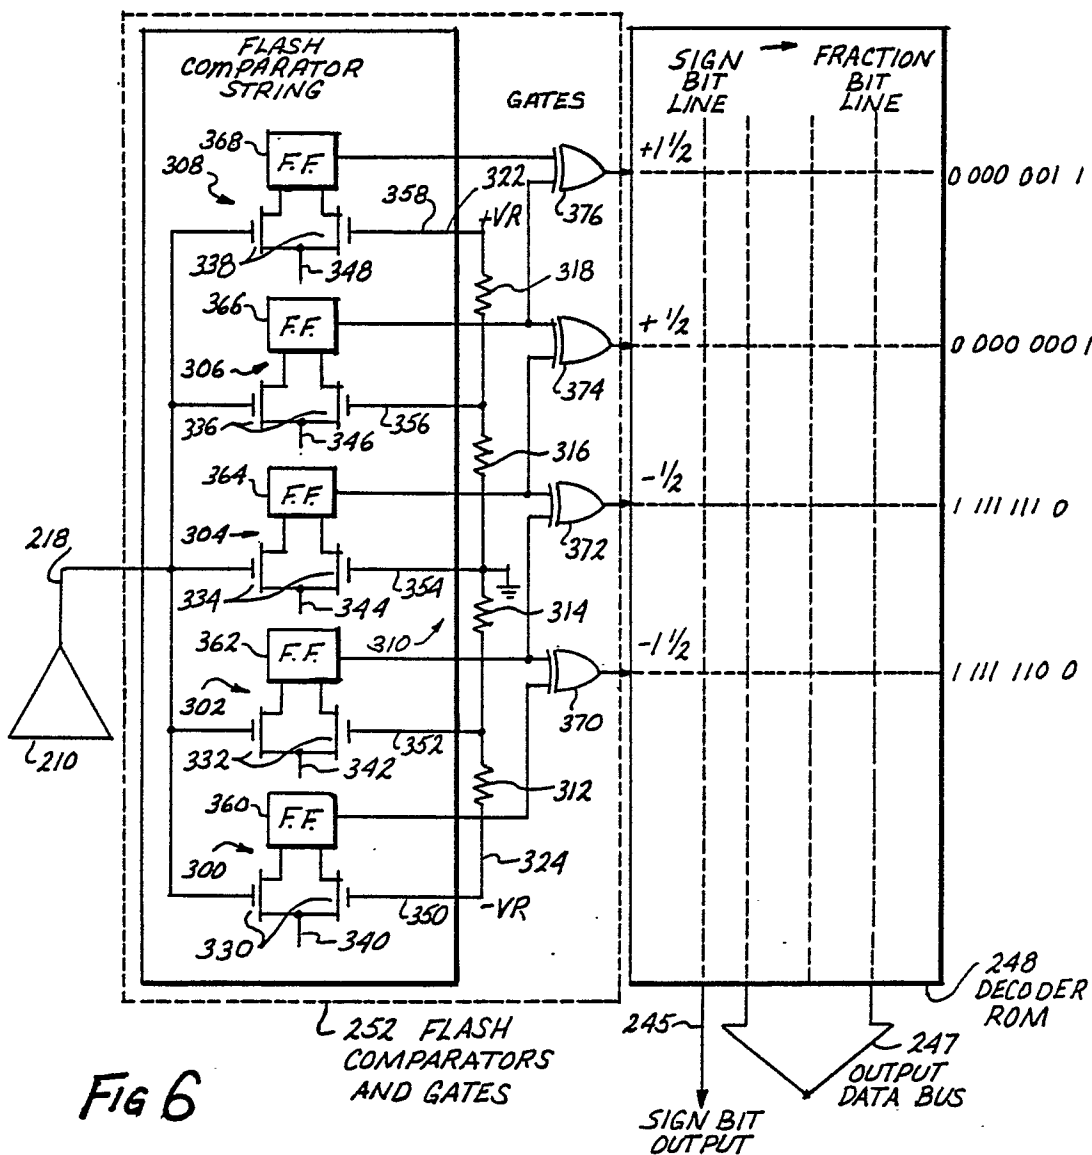 FLASH
COMPARATOR
STRING
SIGN → FRACTION
BIT BIT
LINE LINE
GATES
368
F.F.
308
+1 1/2
0 000 001 1
358
322
+VR
376
338
348
318
366
F.F.
+ 1/2
0 000 000 1
306
374
336
346
356
316
364
F.F.
- 1/2
1 111 111 0
218
304
372
334
344
354
314
310
362
F.F.
-1 1/2
1 111 110 0
302
370
210
332
342
352
312
360
F.F.
324
300
350
-VR
330
340
248
DECODER
ROM
252 FLASH
COMPARATORS
AND GATES
245
247
OUTPUT
DATA BUS
FIG 6
SIGN BIT
OUTPUT